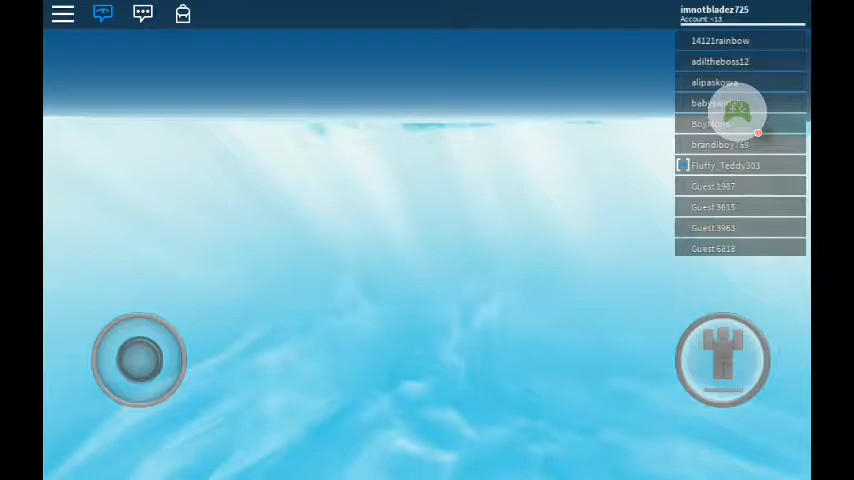 imnotbladez725
Account: <13
14121rainbow
adiltheboss12
alipaskowa
brandiboy769
Fluffy_Teddy303
Guest 1987
Guest 3615
Guest 3963
Guest 6818